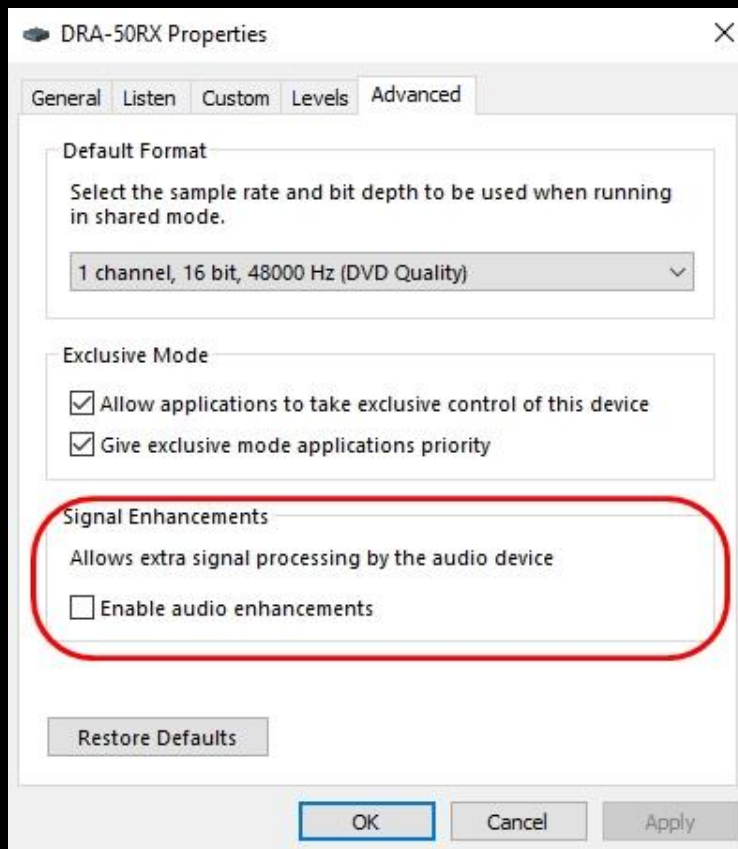 DRA-50RX Properties
General Listen Custom Levels Advanced
Default Format
Select the sample rate and bit depth to be used when running
in shared mode.
1 channel, 16 bit, 48000 Hz (DVD Quality)
Exclusive Mode
Allow applications to take exclusive control of this device
Give exclusive mode applications priority
Signal Enhancements
Allows extra signal processing by the audio device
Enable audio enhancements
Restore Defaults
OK Cancel Apply